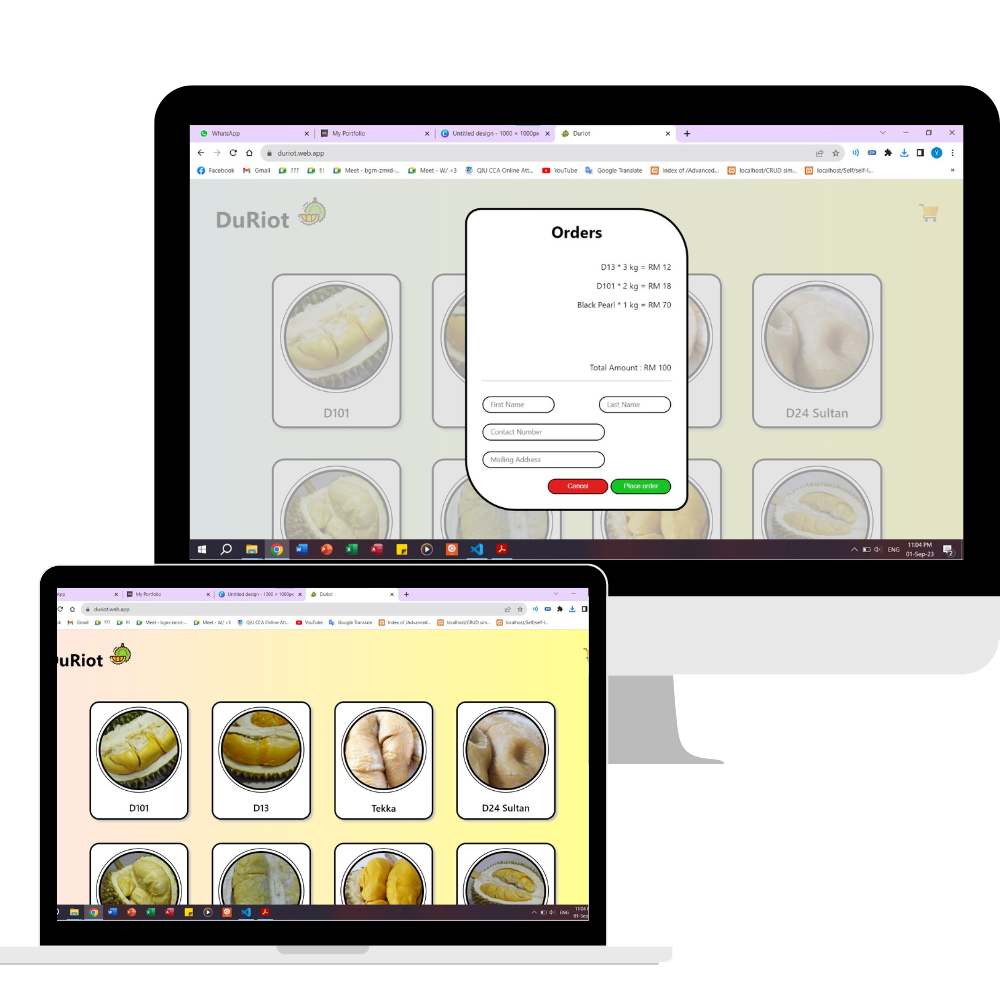 WhatsApp
My Portfolio
Untitled design - 1000 × 1000px
Duriot
duriot.web.app
Facebook
Gmail
???
!!!
Meet - bgm-zmrd-...
Meet - W/ <3
QIU CCA Online Att...
YouTube
Google Translate
Index of /Advanced...
localhost/CRUD sim...
localhost/Self/self-l...
DuRiot
Orders
D13 * 3 kg = RM 12
D101 * 2 kg = RM 18
Black Pearl * 1 kg = RM 70
Total Amount : RM 100
First Name
Last Name
Contact Number
Mailing Address
Cancel
Place order
D101
D24 Sultan
ENG
11:04 PM
01-Sep-23
2
App
My Portfolio
Untitled design - 1000 × 1000px
Duriot
duriot.web.app
Gmail
???
!!!
Meet - bgm-zmrd-...
Meet - W/ <3
QIU CCA Online Att...
YouTube
Google Translate
Index of /Advanced...
localhost/CRUD sim...
localhost/Self/self-l...
uRiot
D101
D13
Tekka
D24 Sultan
ENG
11:04
01-Sep